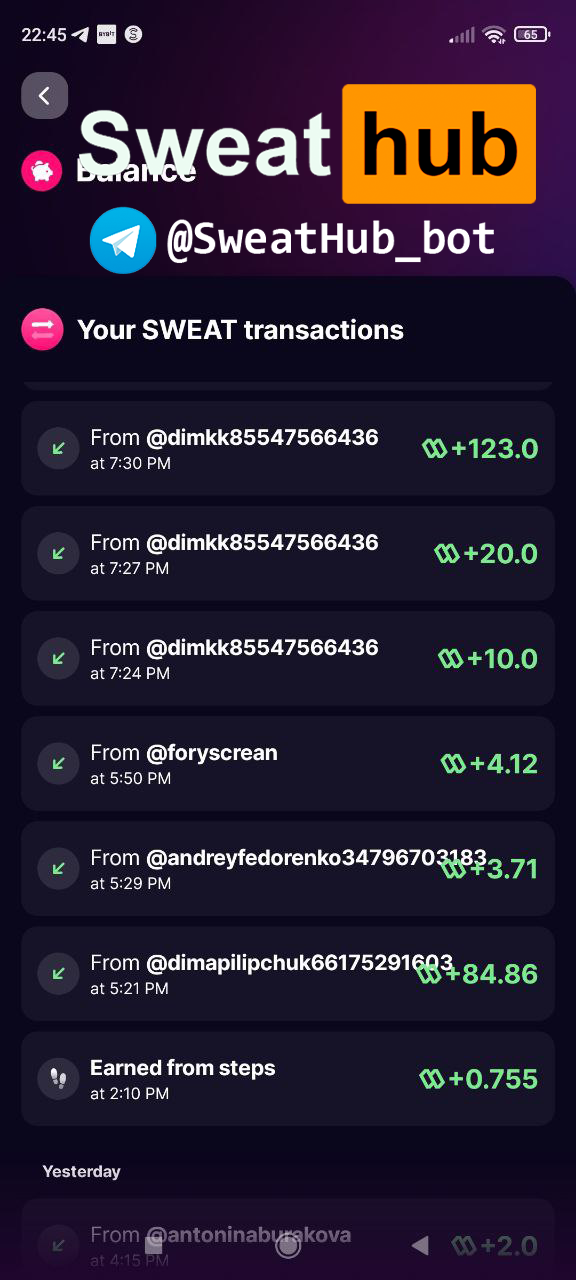 22:45 BYBIT 65
Sweat hub
Balance
@SweatHub_bot
Your SWEAT transactions
From @dimkk85547566436
at 7:30 PM
+123.0
From @dimkk85547566436
at 7:27 PM
+20.0
From @dimkk85547566436
at 7:24 PM
+10.0
From @foryscrean
at 5:50 PM
+4.12
From @andreyfedorenko34796703183
at 5:29 PM
+3.71
From @dimapilipchuk66175291603
at 5:21 PM
+84.86
Earned from steps
at 2:10 PM
+0.755
Yesterday
From @antoninaburakova
at 4:15 PM
+2.0